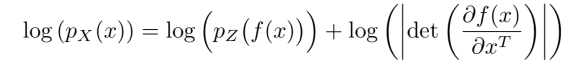 log (p_X(x)) = log (p_Z(f(x))) + log (|det (∂f(x)/∂x^T)|)